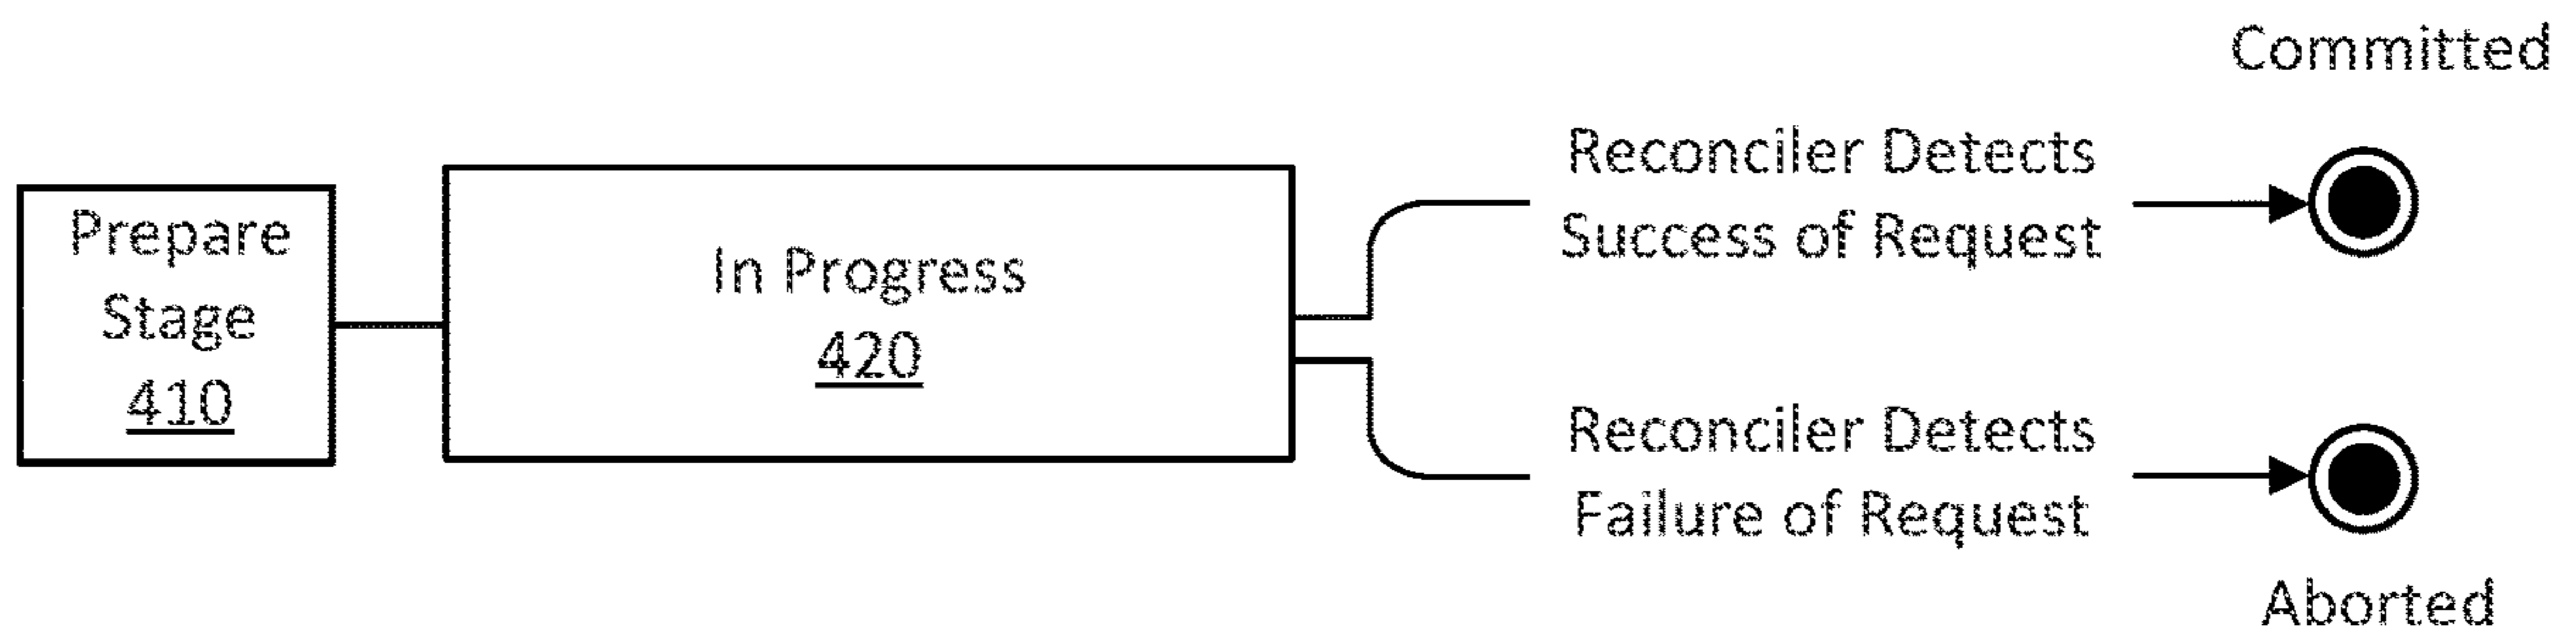 Committed
Reconciler Detects
Success of Request
Prepare
Stage
410
In Progress
420
Reconciler Detects
Failure of Request
Aborted